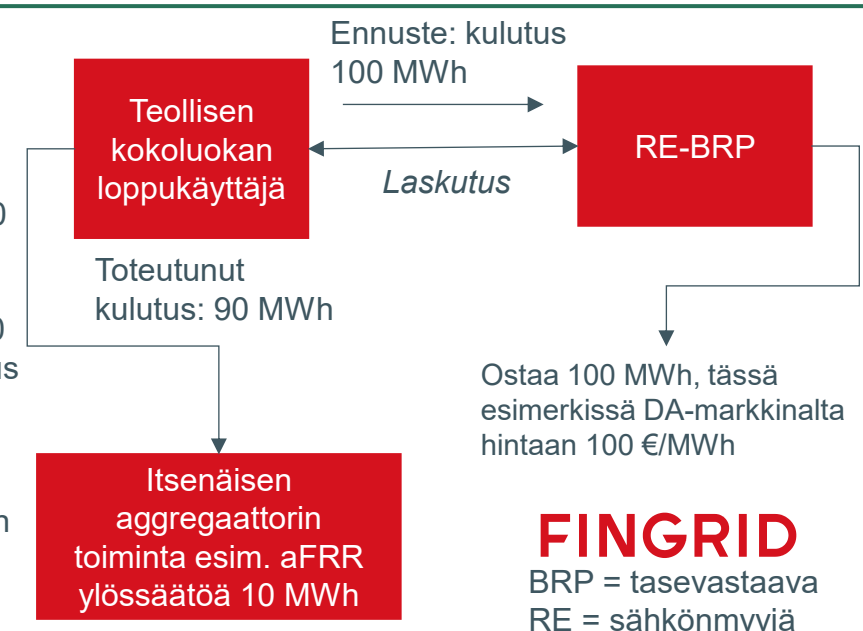 Ennuste: kulutus
100 MWh
Teollisen
kokoluokan
loppukäyttäjä
RE-BRP
Laskutus
Toteutunut
kulutus: 90 MWh
Ostaa 100 MWh, tässä
esimerkissä DA-markkinalta
hintaan 100 €/MWh
Itsenäisen
aggregaattorin
toiminta esim. aFRR
ylössäätöä 10 MWh
FINGRID
BRP = tasevastaava
RE = sähkönmyyjä